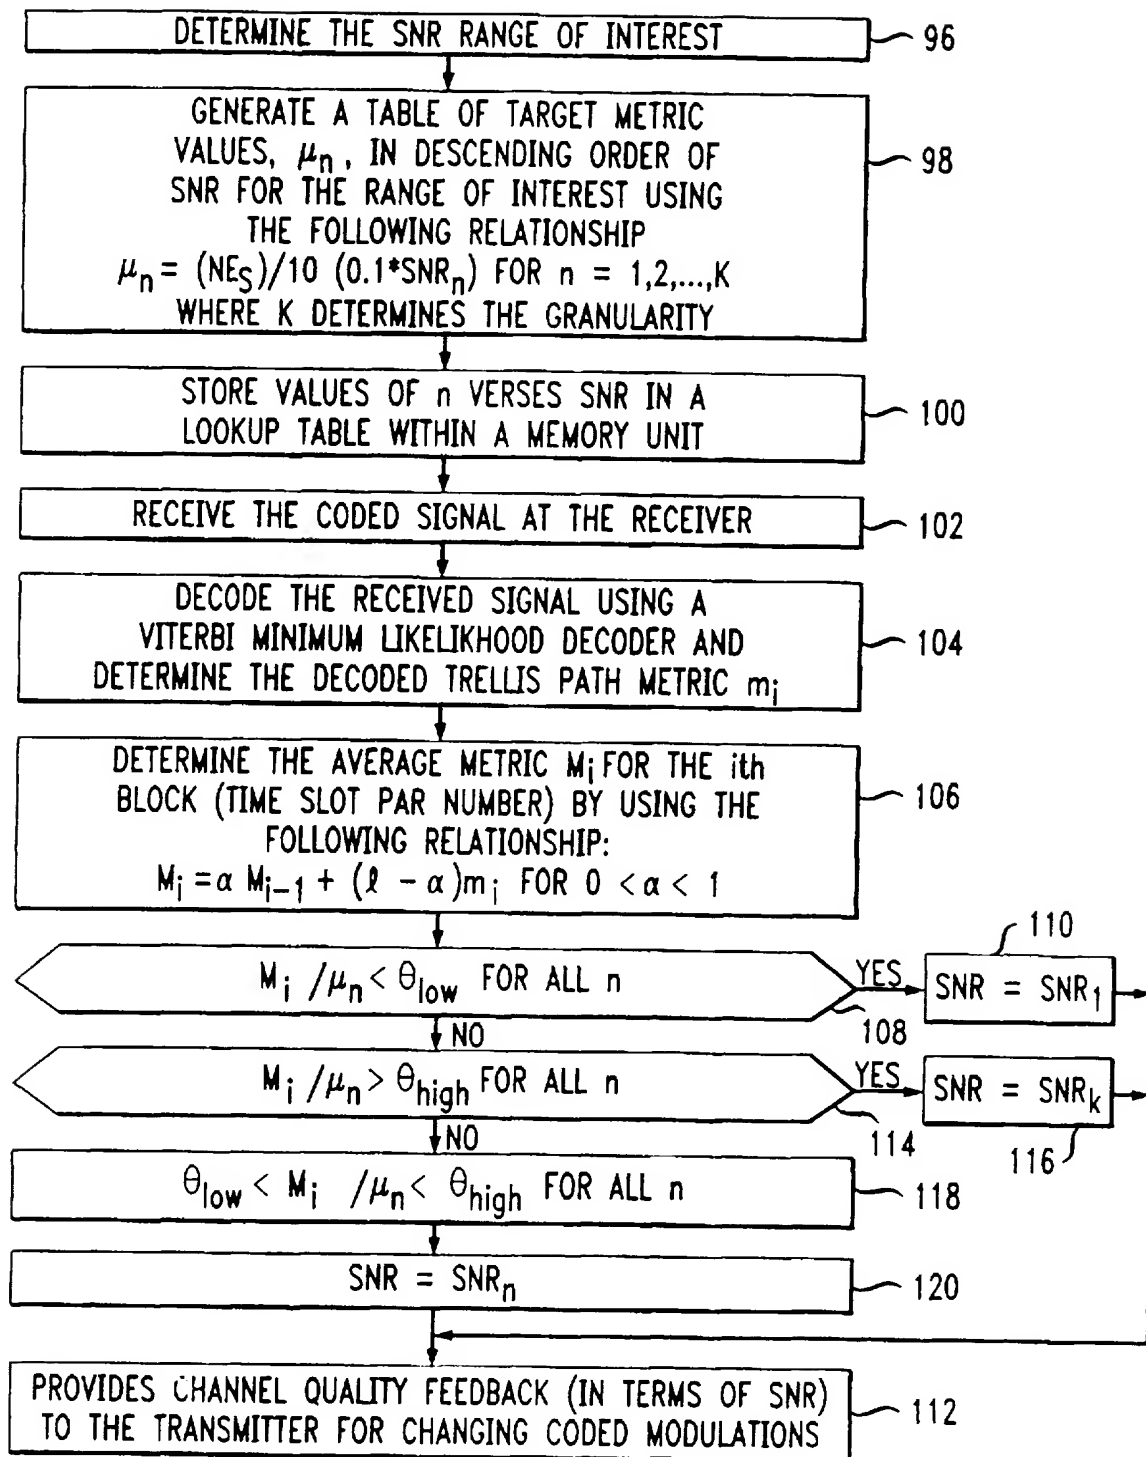 DETERMINE THE SNR RANGE OF INTEREST
96
GENERATE A TABLE OF TARGET METRIC
VALUES, μn, IN DESCENDING ORDER OF
SNR FOR THE RANGE OF INTEREST USING
THE FOLLOWING RELATIONSHIP
μn = (NES)/10 (0.1*SNRn) FOR n = 1,2,...,K
WHERE K DETERMINES THE GRANULARITY
98
STORE VALUES OF n VERSES SNR IN A
LOOKUP TABLE WITHIN A MEMORY UNIT
100
RECEIVE THE CODED SIGNAL AT THE RECEIVER
102
DECODE THE RECEIVED SIGNAL USING A
VITERBI MINIMUM LIKELIKHOOD DECODER AND
DETERMINE THE DECODED TRELLIS PATH METRIC mi
104
DETERMINE THE AVERAGE METRIC Mi FOR THE ith
BLOCK (TIME SLOT PAR NUMBER) BY USING THE
FOLLOWING RELATIONSHIP:
Mi = α Mi-1 + (ℓ - α)mi FOR 0 < α < 1
106
Mi /μn < θlow FOR ALL n
108
YES
110
SNR = SNR1
NO
Mi /μn > θhigh FOR ALL n
114
YES
SNR = SNRk
116
NO
θlow < Mi /μn < θhigh FOR ALL n
118
SNR = SNRn
120
PROVIDES CHANNEL QUALITY FEEDBACK (IN TERMS OF SNR)
TO THE TRANSMITTER FOR CHANGING CODED MODULATIONS
112